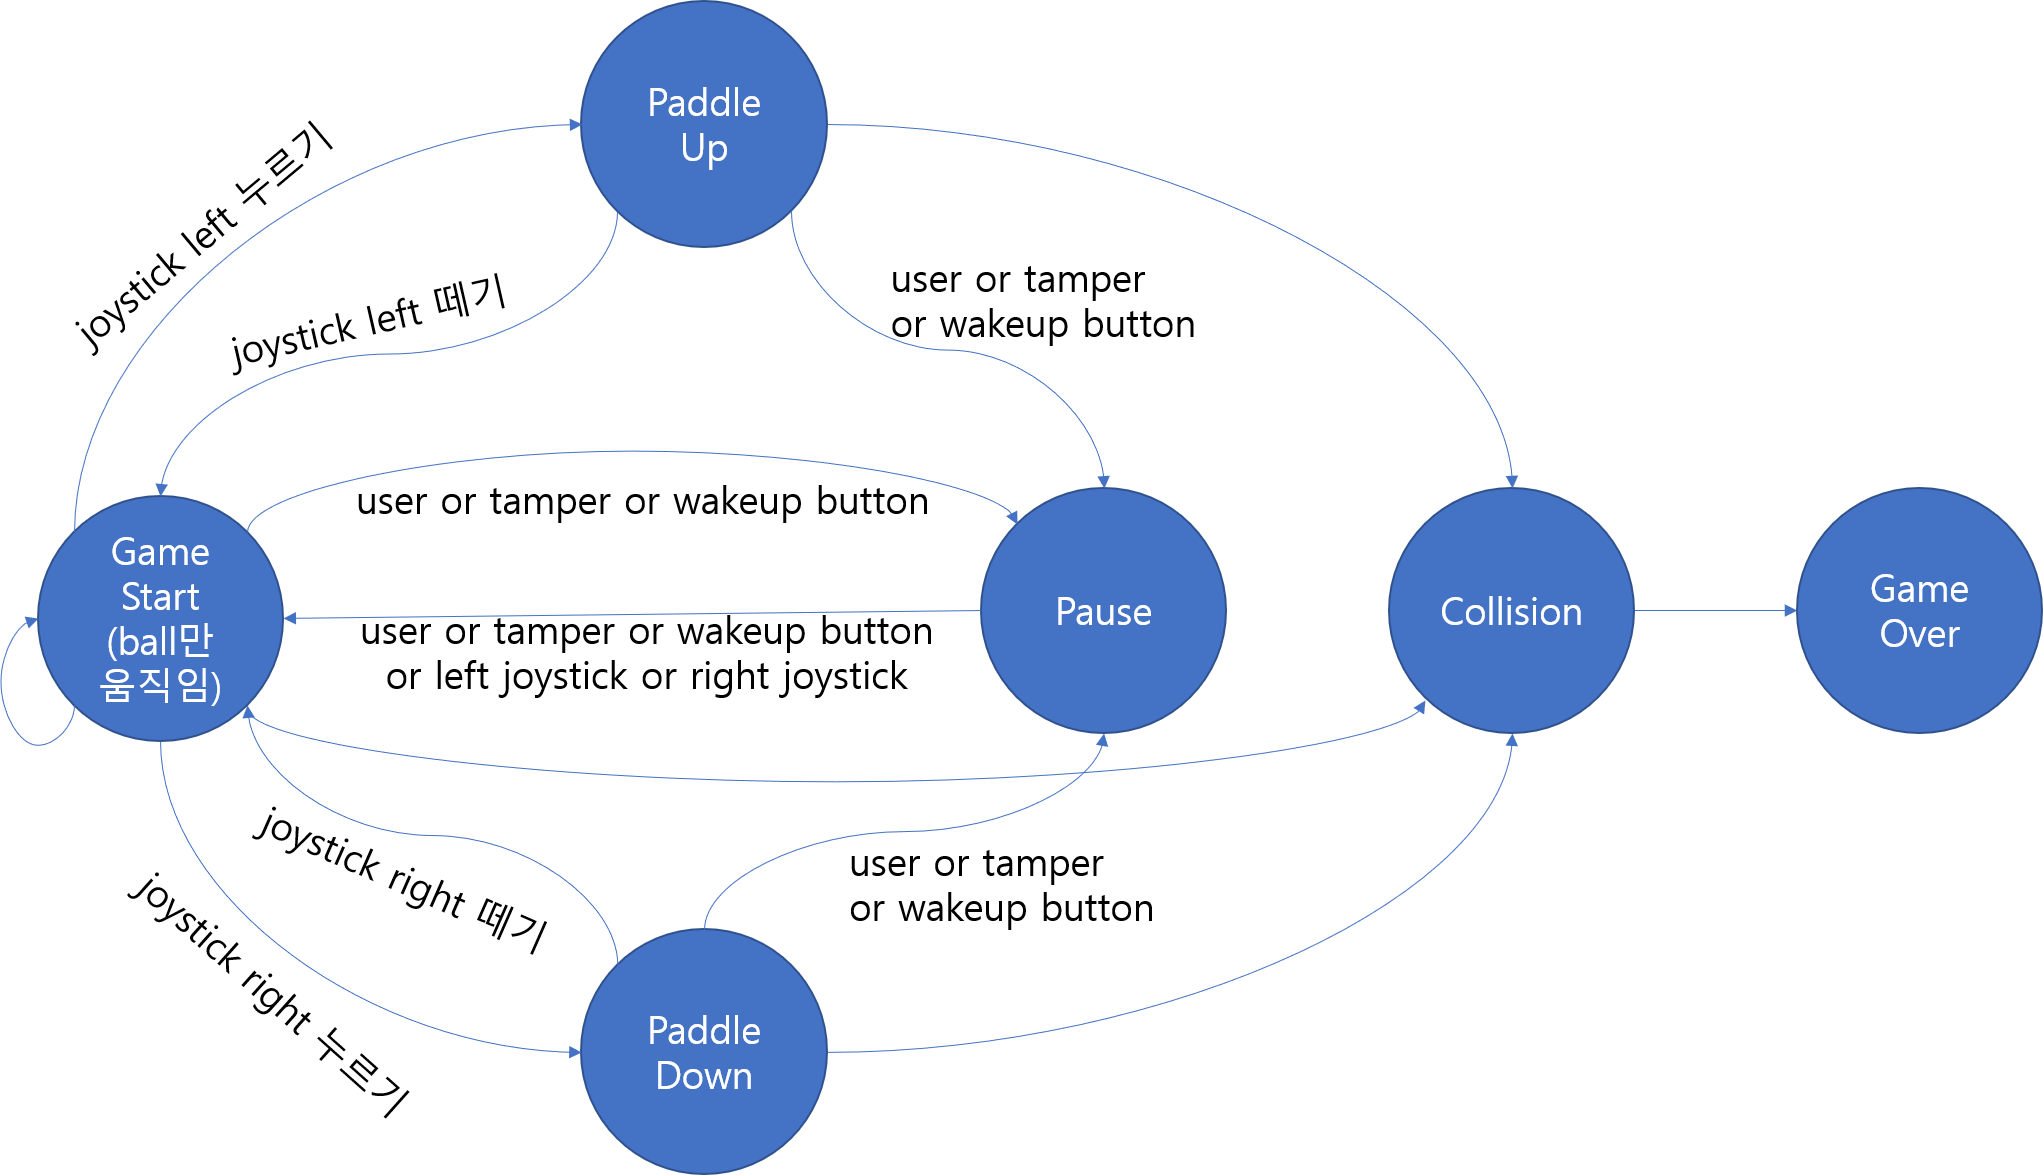 Paddle
Up
joystick left 누르기
joystick left 떼기
user or tamper
or wakeup button
user or tamper or wakeup button
Game
Start
(ball만
움직임)
Pause
Collision
Game
Over
user or tamper or wakeup button
or left joystick or right joystick
joystick right 떼기
joystick right 누르기
user or tamper
or wakeup button
Paddle
Down